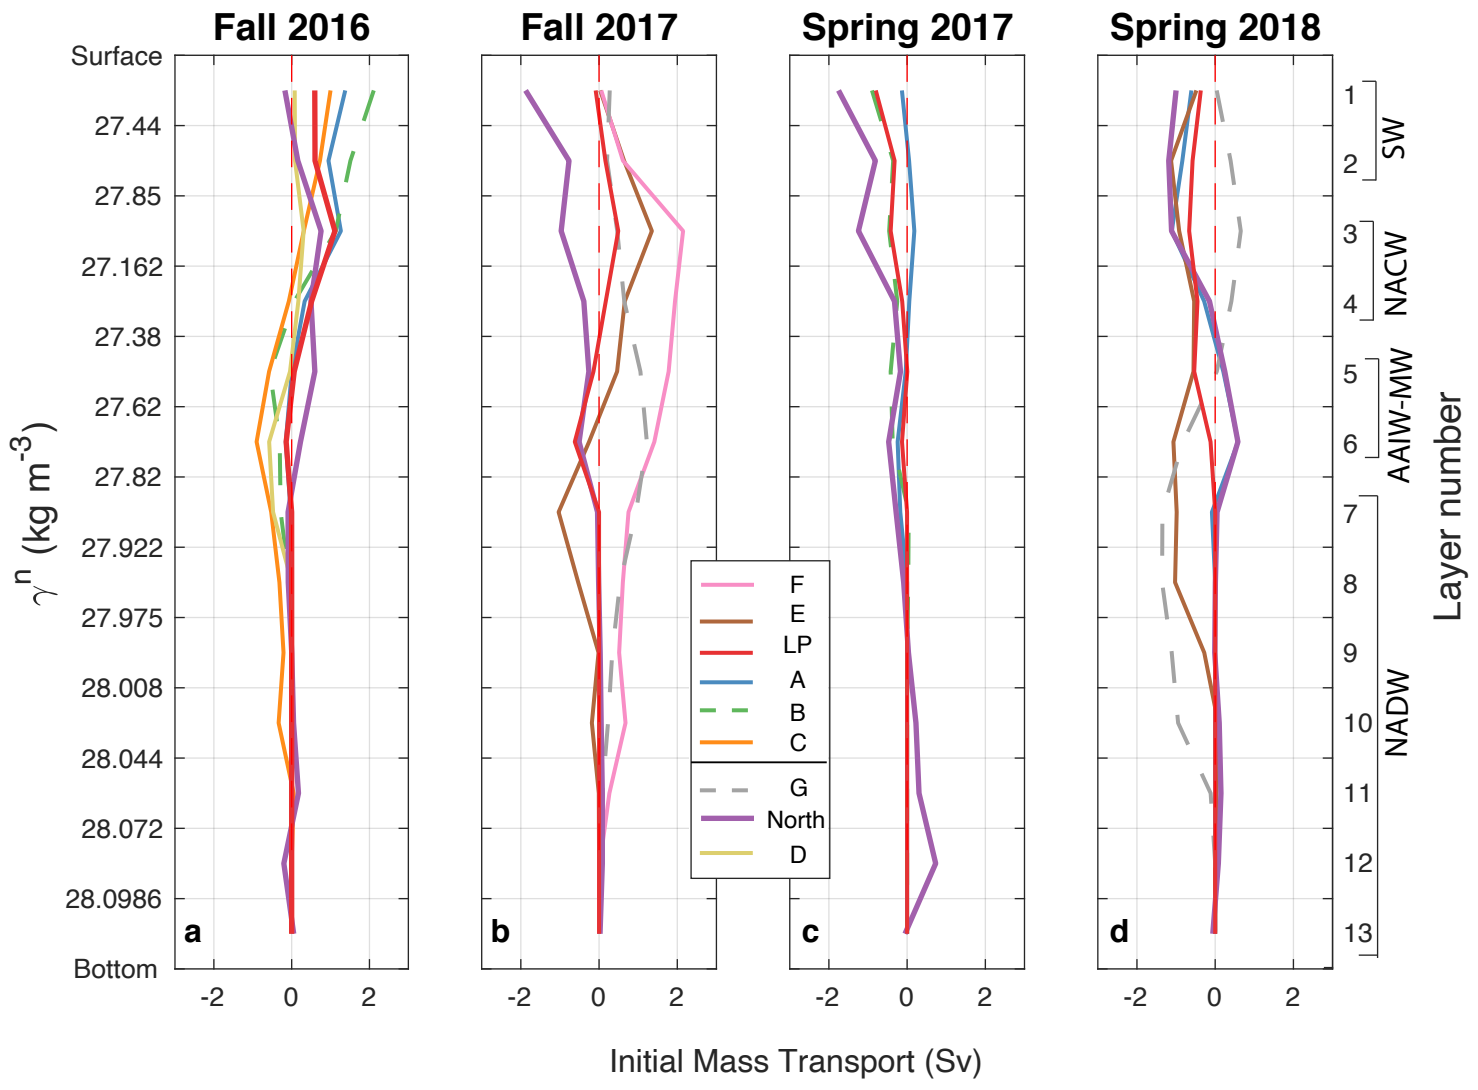 Fall 2016 Fall 2017 Spring 2017 Spring 2018
Surface
27.44
27.85
27.162
27.38
27.62
27.82
27.922
27.975
28.008
28.044
28.072
28.0986
Bottom
γⁿ (kg m⁻³)
a
b
c
d
F
E
LP
A
B
C
G
North
D
1
2
3
4
5
6
7
8
9
10
11
12
13
SW
NACW
AAIW-MW
NADW
Layer number
-2 0 2 -2 0 2 -2 0 2 -2 0 2
Initial Mass Transport (Sv)